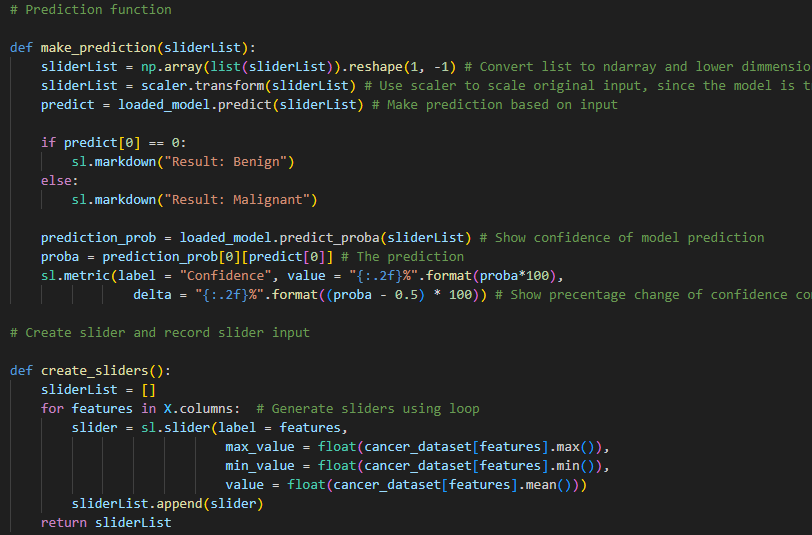 # Prediction function
def make_prediction(sliderList):
sliderList = np.array(list(sliderList)).reshape(1, -1) # Convert list to ndarray and lower dimmensio
sliderList = scaler.transform(sliderList) # Use scaler to scale original input, since the model is t
predict = loaded_model.predict(sliderList) # Make prediction based on input
if predict[0] == 0:
sl.markdown("Result: Benign")
else:
sl.markdown("Result: Malignant")
prediction_prob = loaded_model.predict_proba(sliderList) # Show confidence of model prediction
proba = prediction_prob[0][predict[0]] # The prediction
sl.metric(label = "Confidence", value = "{:.2f}%".format(proba*100),
delta = "{:.2f}%".format((proba - 0.5) * 100)) # Show precentage change of confidence co
# Create slider and record slider input
def create_sliders():
sliderList = []
for features in X.columns:  # Generate sliders using loop
slider = sl.slider(label = features,
max_value = float(cancer_dataset[features].max()),
min_value = float(cancer_dataset[features].min()),
value = float(cancer_dataset[features].mean()))
sliderList.append(slider)
return sliderList